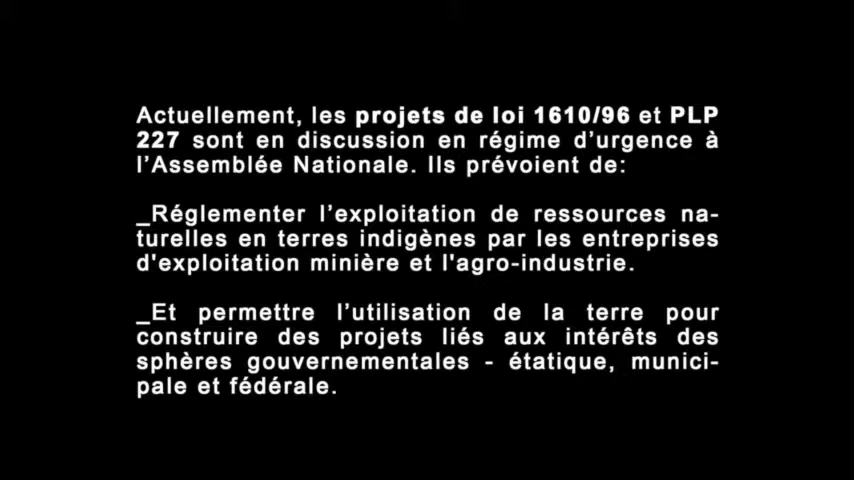 Actuellement, les projets de loi 1610/96 et PLP
227 sont en discussion en régime d’urgence à
l’Assemblée Nationale. Ils prévoient de:
_Réglementer l’exploitation de ressources na-
turelles en terres indigènes par les entreprises
d'exploitation minière et l'agro-industrie.
_Et permettre l’utilisation de la terre pour
construire des projets liés aux intérêts des
sphères gouvernementales - étatique, munici-
pale et fédérale.